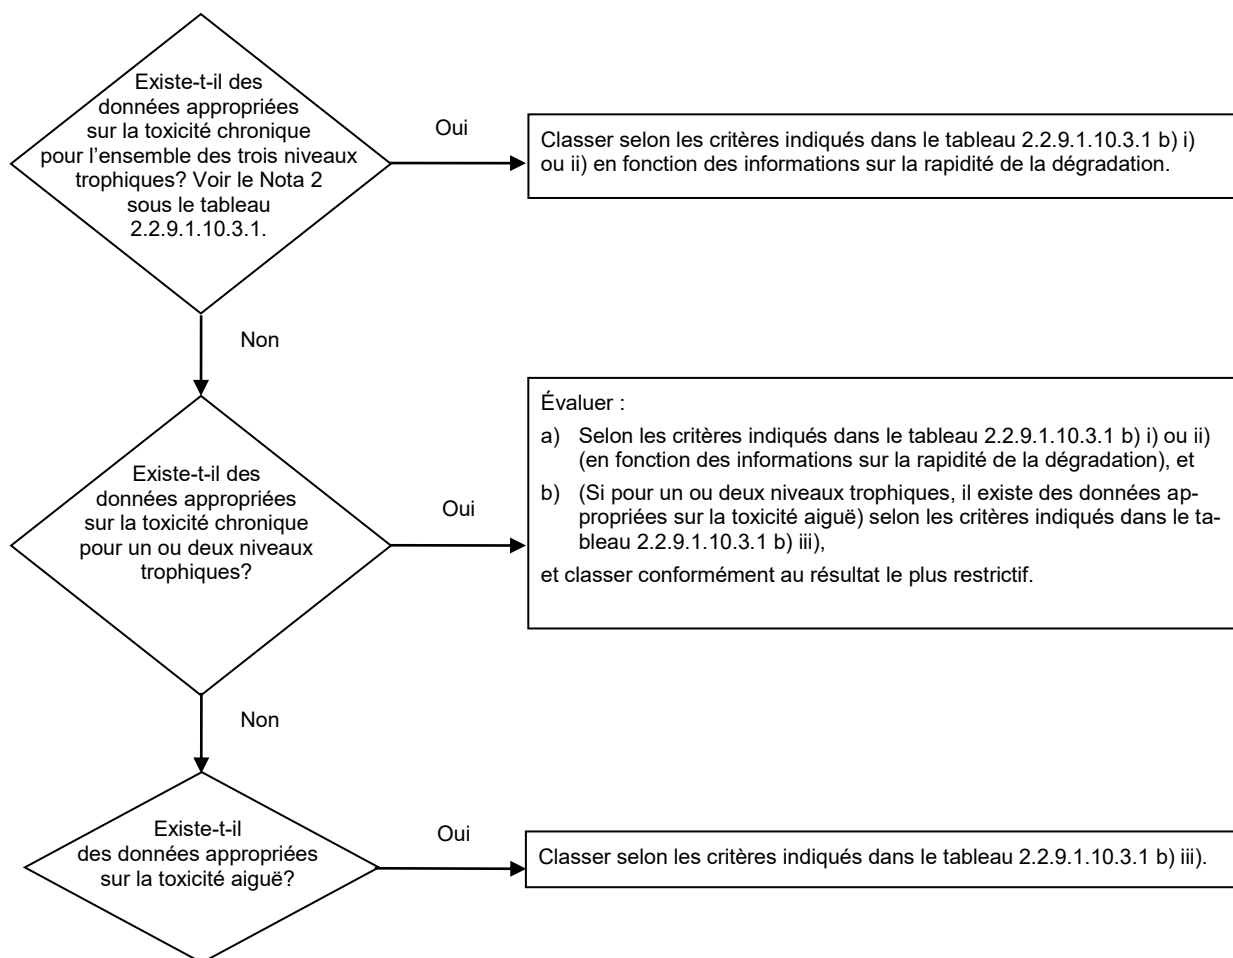 Existe-t-il des
données appropriées
sur la toxicité chronique
pour l’ensemble des trois niveaux
trophiques? Voir le Nota 2
sous le tableau
2.2.9.1.10.3.1.
Oui
Classer selon les critères indiqués dans le tableau 2.2.9.1.10.3.1 b) i)
ou ii) en fonction des informations sur la rapidité de la dégradation.
Non
Existe-t-il des
données appropriées
sur la toxicité chronique
pour un ou deux niveaux
trophiques?
Oui
Évaluer :
a) Selon les critères indiqués dans le tableau 2.2.9.1.10.3.1 b) i) ou ii)
(en fonction des informations sur la rapidité de la dégradation), et
b) (Si pour un ou deux niveaux trophiques, il existe des données ap-
propriées sur la toxicité aiguë) selon les critères indiqués dans le ta-
bleau 2.2.9.1.10.3.1 b) iii),
et classer conformément au résultat le plus restrictif.
Non
Existe-t-il
des données appropriées
sur la toxicité aiguë?
Oui
Classer selon les critères indiqués dans le tableau 2.2.9.1.10.3.1 b) iii).